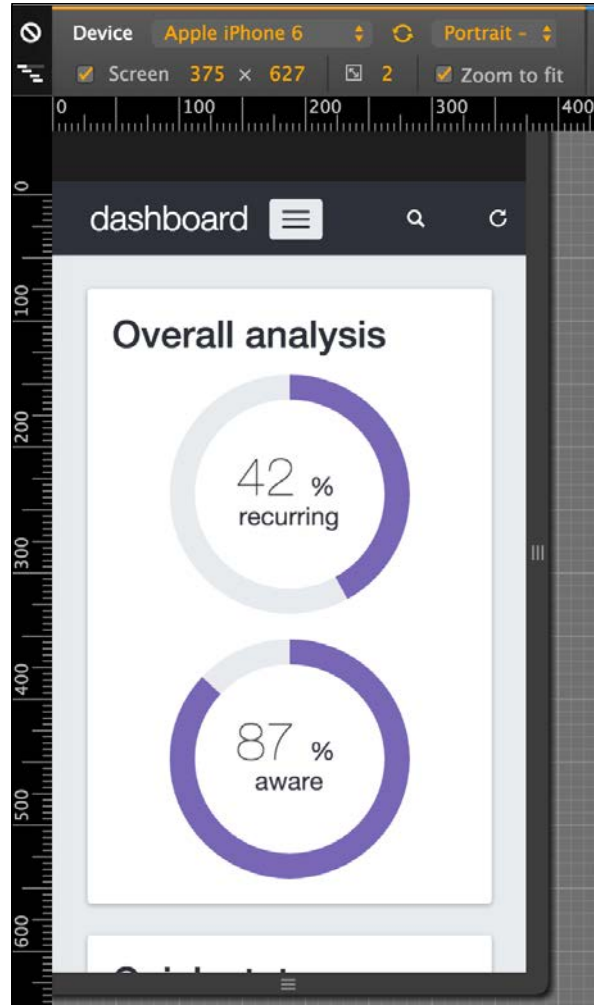 Device Apple iPhone 6 Portrait -
Screen 375 × 627 2 Zoom to fit
0 100 200 300 400
0
100
200
300
400
500
600
dashboard
Overall analysis
42 %
recurring
87 %
aware